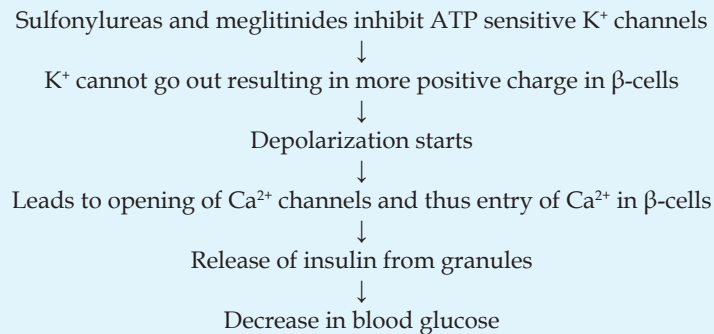 Sulfonylureas and meglitinides inhibit ATP sensitive K⁺ channels
↓
K⁺ cannot go out resulting in more positive charge in β-cells
↓
Depolarization starts
↓
Leads to opening of Ca²⁺ channels and thus entry of Ca²⁺ in β-cells
↓
Release of insulin from granules
↓
Decrease in blood glucose